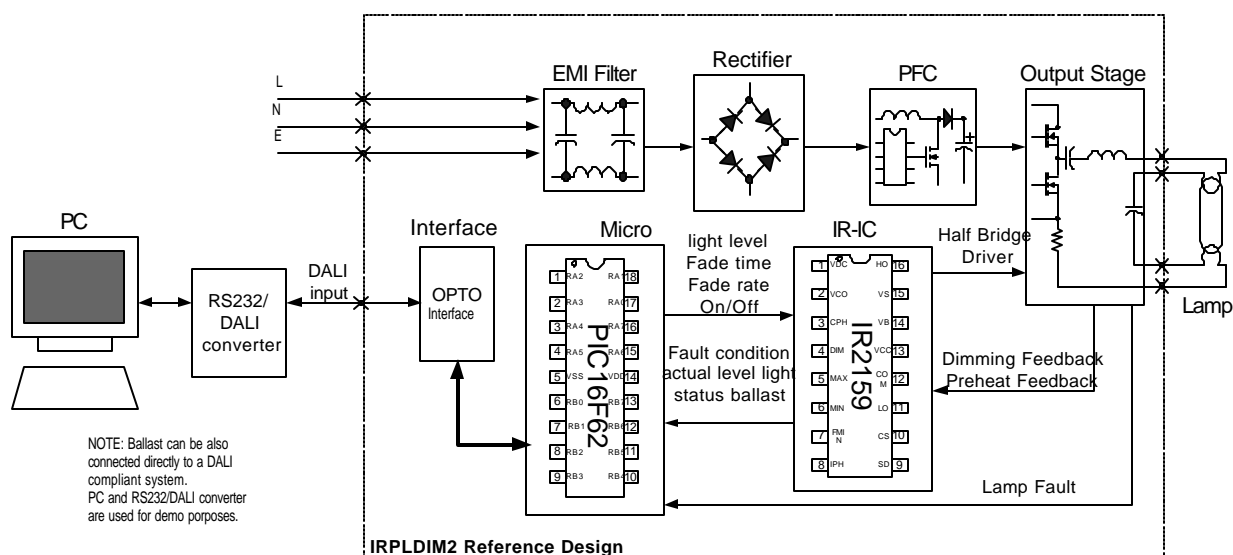 Rectifier
EMI Filter
PFC
Output Stage
L
N
E
PC
Interface
Micro
IR-IC
light level
Fade time
Fade rate
On/Off
Half Bridge
Driver
DALI
input
RS232/
DALI
converter
OPTO
Interface
1 RA2 RA1 18
2 RA3 RA0 17
3 RA4 RA7 16
4 RA5 RA6 15
5 VSS VDD 14
6 RB0 RB7 13
7 RB1 RB6 12
8 RB2 RB5 11
9 RB3 RB4 10
PIC16F62
1 VDC HO 16
2 VCO VS 15
3 CPH VB 14
4 DIM VCC 13
5 MAX CO
M 12
6 MIN LO 11
7 FMI
N CS 10
8 IPH SD 9
IR2159
Lamp
Fault condition
actual level light
status ballast
Dimming Feedback
Preheat Feedback
Lamp Fault
NOTE: Ballast can be also
connected directly to a DALI
compliant system.
PC and RS232/DALI converter
are used for demo porposes.
IRPLDIM2 Reference Design